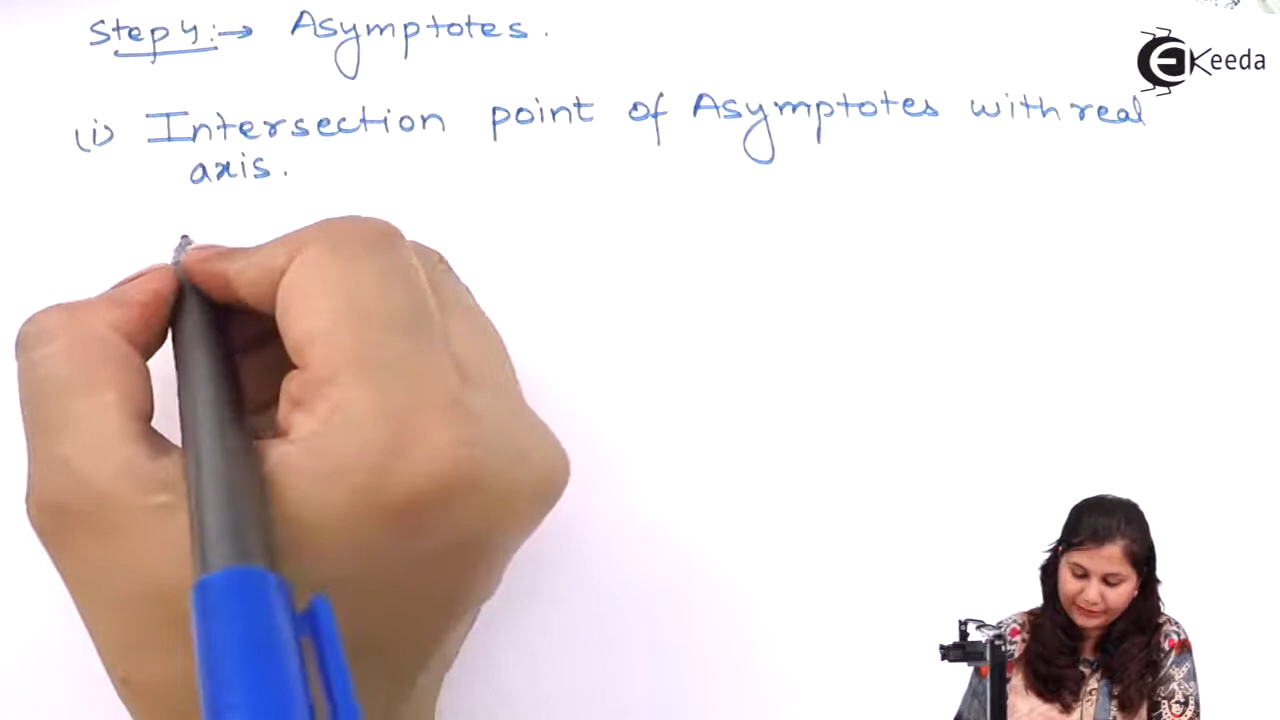 Step 4:→ Asymptotes.
(i) Intersection point of Asymptotes with real
axis.
EKeeda